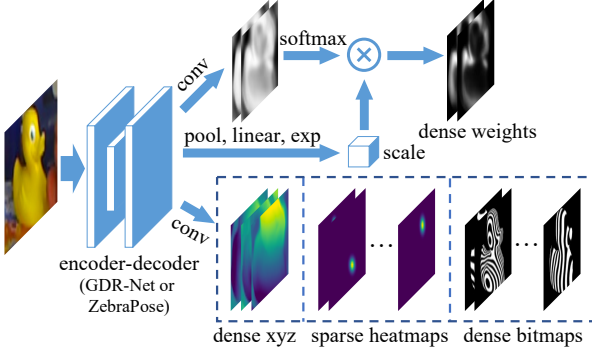 softmax
conv
dense weights
pool, linear, exp
scale
conv
encoder-decoder
(GDR-Net or
ZebraPose)
dense xyz
sparse heatmaps
dense bitmaps